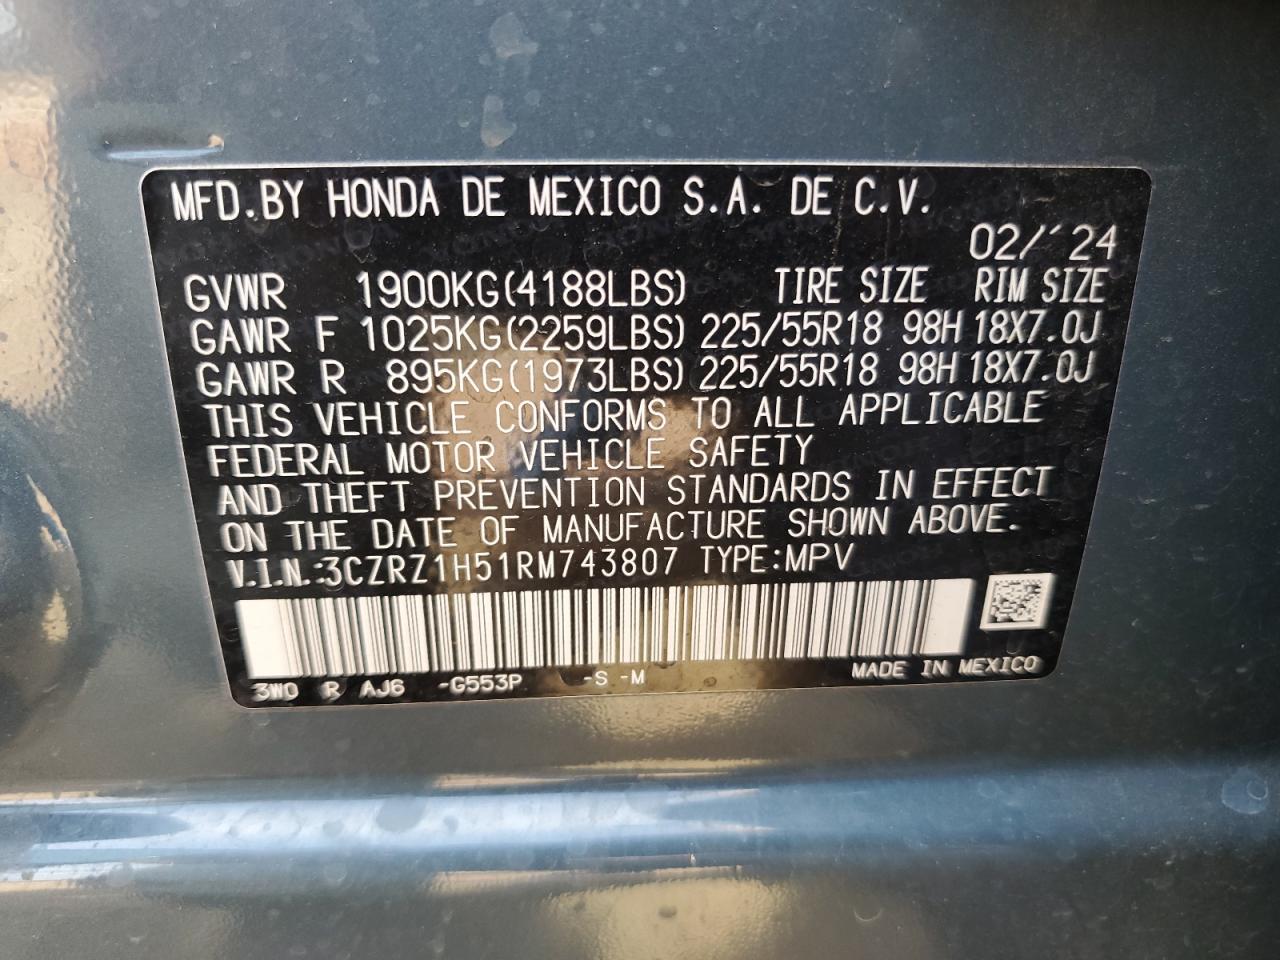 MFD.BY HONDA DE MEXICO S.A. DE C.V.
02/´24
GVWR 1900KG(4188LBS) TIRE SIZE RIM SIZE
GAWR F 1025KG(2259LBS) 225/55R18 98H 18X7.0J
GAWR R 895KG(1973LBS) 225/55R18 98H 18X7.0J
THIS VEHICLE CONFORMS TO ALL APPLICABLE
FEDERAL MOTOR VEHICLE SAFETY
AND THEFT PREVENTION STANDARDS IN EFFECT
ON THE DATE OF MANUFACTURE SHOWN ABOVE.
V.I.N.:3CZRZ1H51RM743807 TYPE:MPV
3W0 R AJ6 -G553P -S -M MADE IN MEXICO